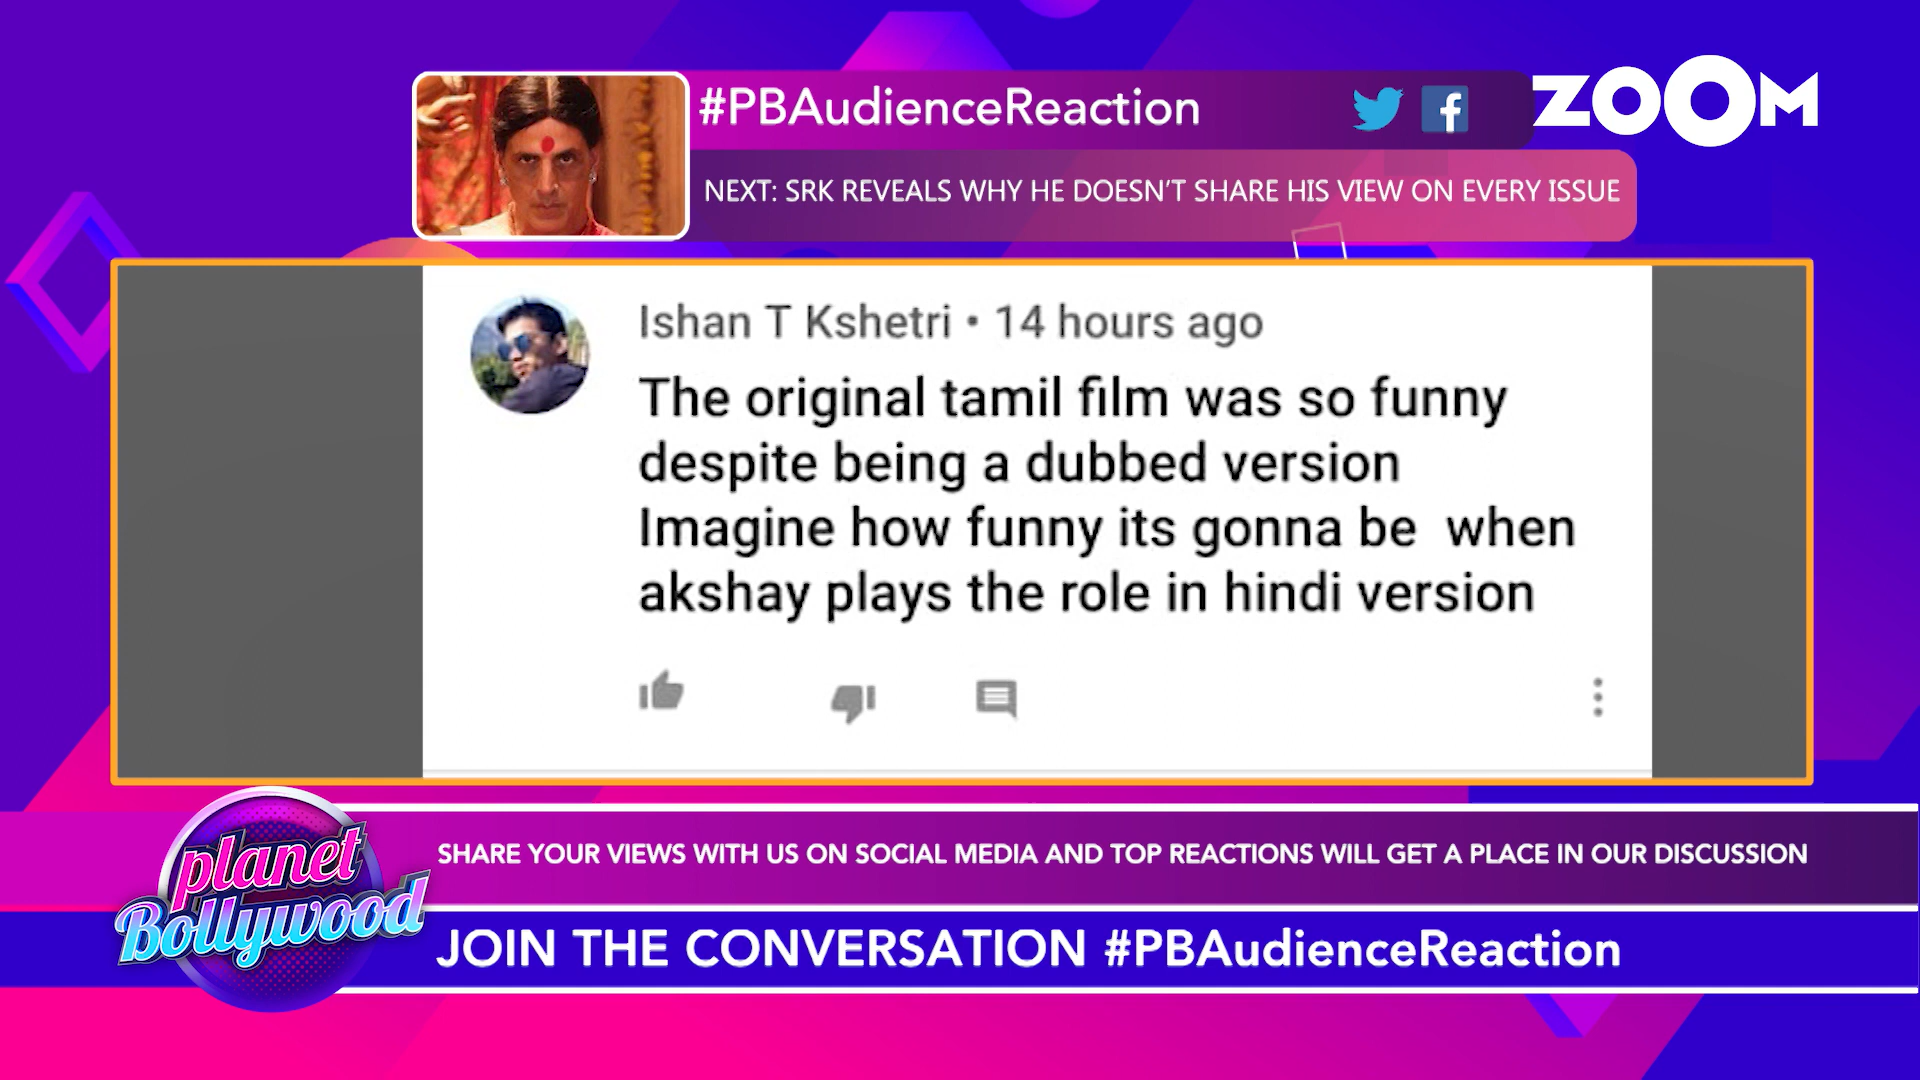 #PBAudienceReaction
zoom
NEXT: SRK REVEALS WHY HE DOESN'T SHARE HIS VIEW ON EVERY ISSUE
Ishan T Kshetri • 14 hours ago
The original tamil film was so funny
despite being a dubbed version
Imagine how funny its gonna be  when
akshay plays the role in hindi version
planet
Bollywood
SHARE YOUR VIEWS WITH US ON SOCIAL MEDIA AND TOP REACTIONS WILL GET A PLACE IN OUR DISCUSSION
JOIN THE CONVERSATION #PBAudienceReaction